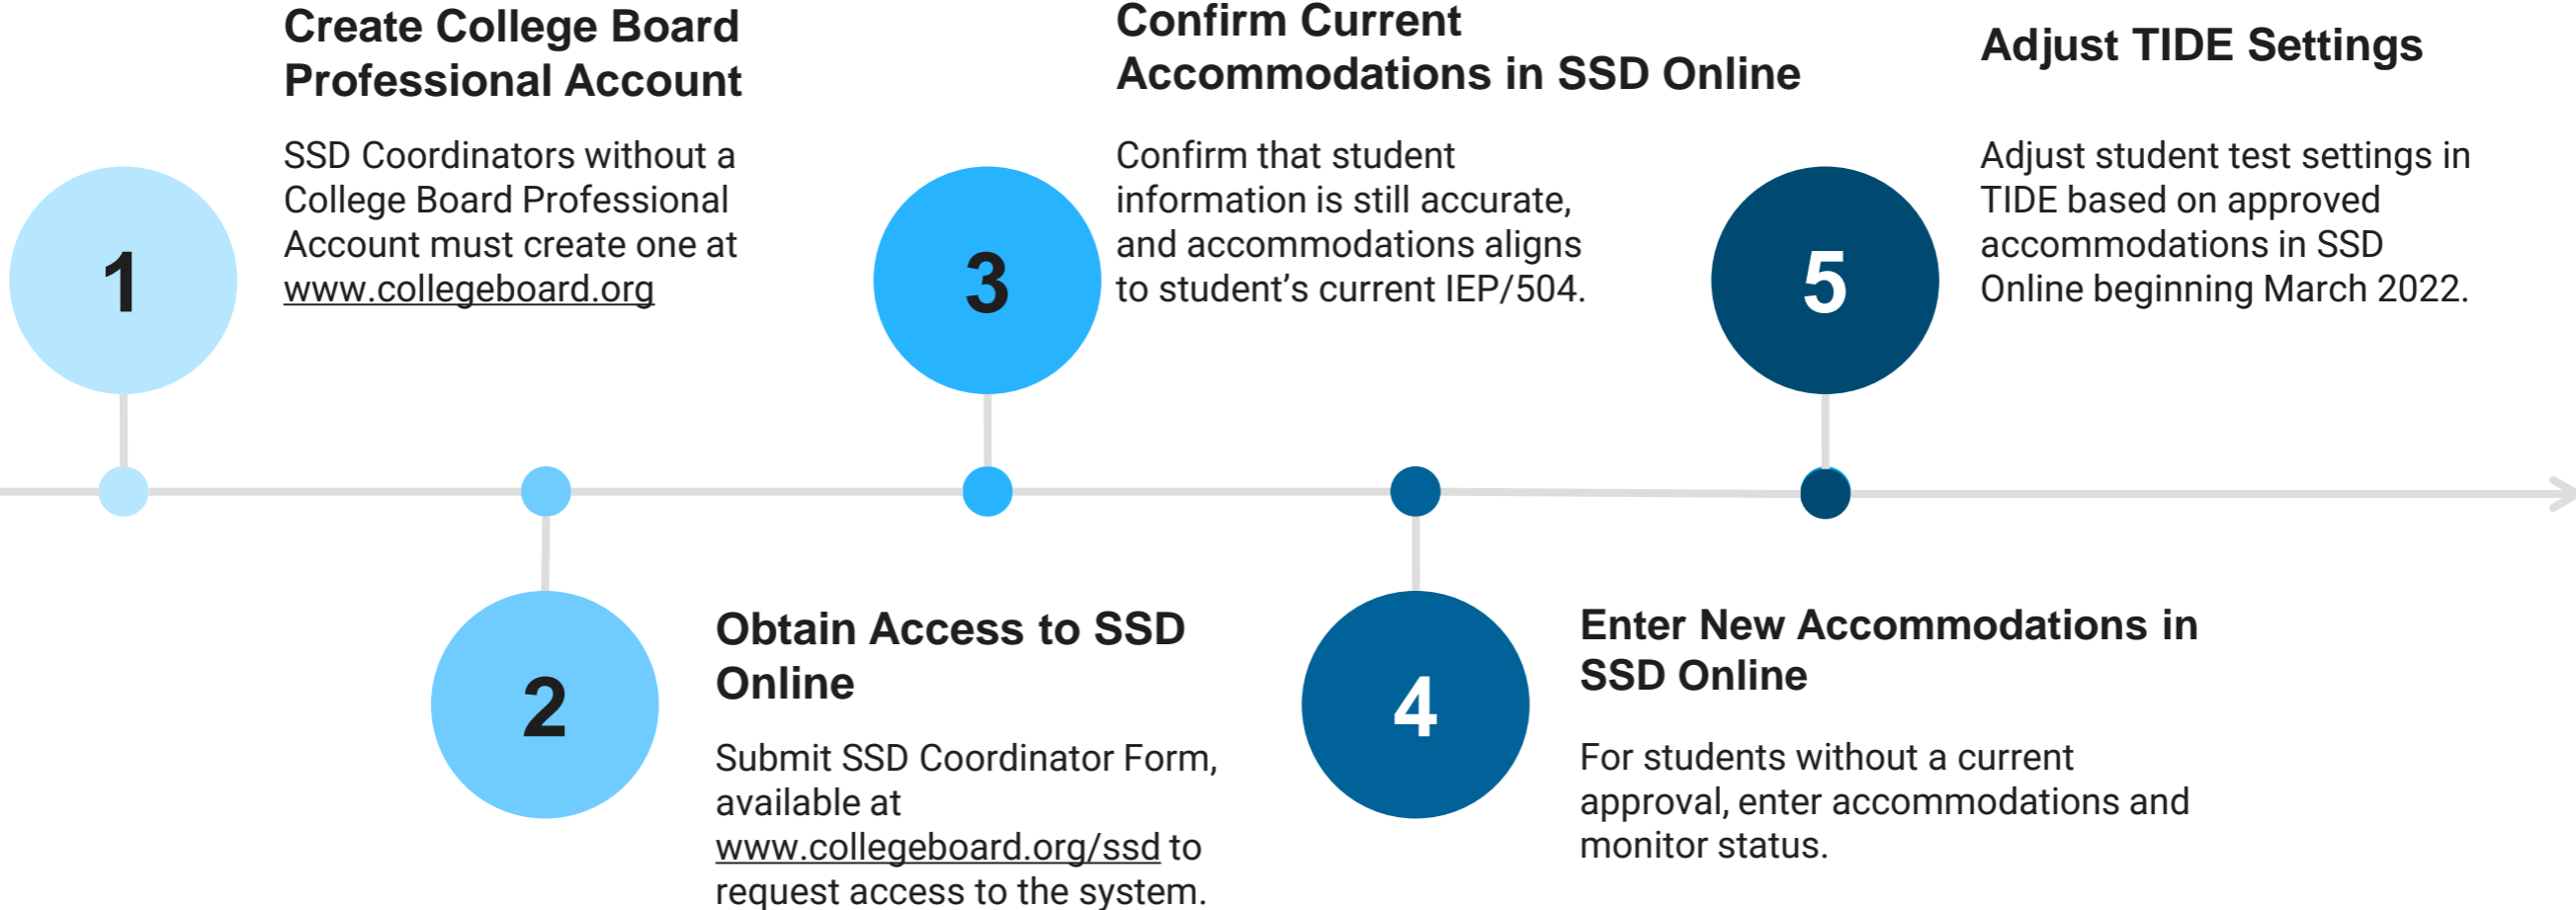 1
Create College Board
Professional Account
SSD Coordinators without a
College Board Professional
Account must create one at
www.collegeboard.org
2
Obtain Access to SSD
Online
Submit SSD Coordinator Form,
available at
www.collegeboard.org/ssd to
request access to the system.
3
Confirm Current
Accommodations in SSD Online
Confirm that student
information is still accurate,
and accommodations aligns
to student’s current IEP/504.
4
Enter New Accommodations in
SSD Online
For students without a current
approval, enter accommodations and
monitor status.
5
Adjust TIDE Settings
Adjust student test settings in
TIDE based on approved
accommodations in SSD
Online beginning March 2022.